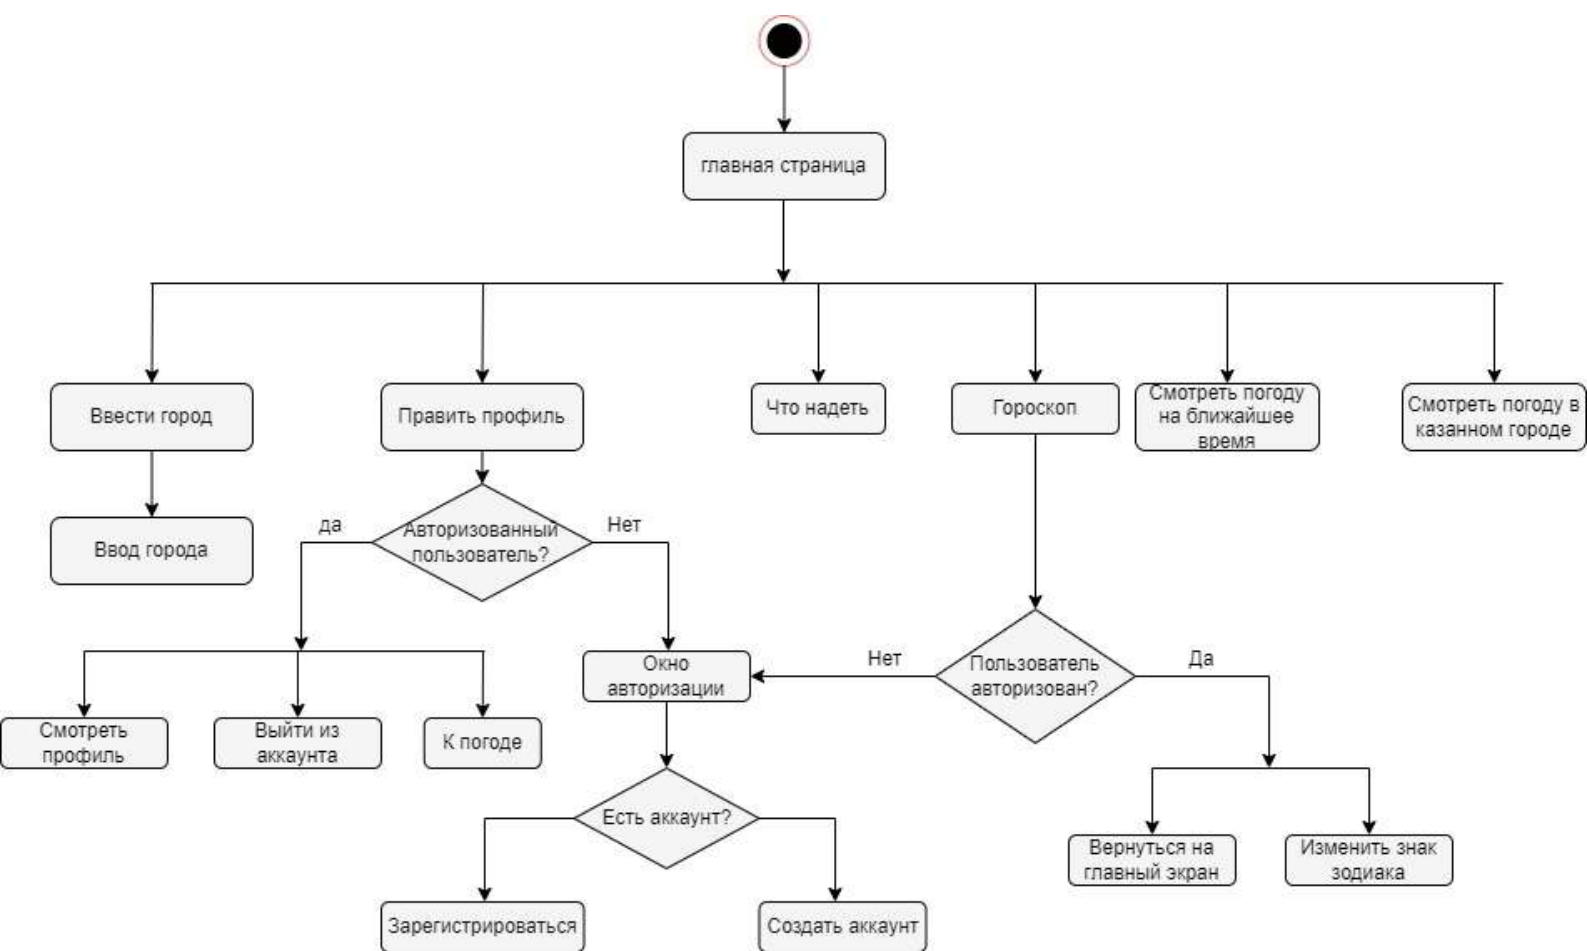 главная страница
Ввести город
Править профиль
Что надеть
Гороскоп
Смотреть погоду
на ближайшее
время
Смотреть погоду в
казанном городе
Ввод города
да
Авторизованный
пользователь?
Нет
Окно
авторизации
Нет
Пользователь
авторизован?
Да
Смотреть
профиль
Выйти из
аккаунта
К погоде
Есть аккаунт?
Вернуться на
главный экран
Изменить знак
зодиака
Зарегистрироваться
Создать аккаунт